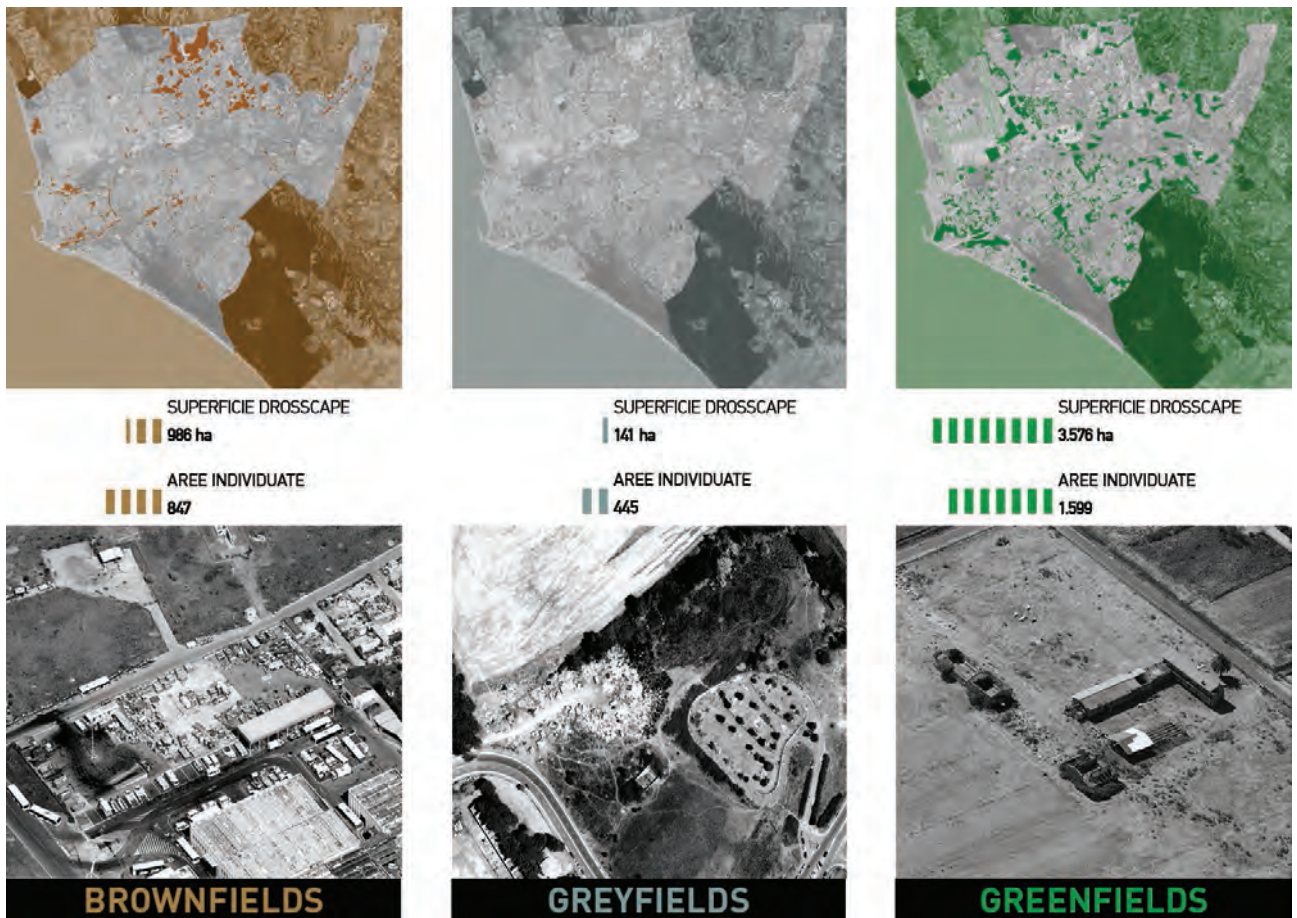 SUPERFICIE DROSSCAPE
986 ha
AREE INDIVIDUATE
847
BROWNFIELDS
SUPERFICIE DROSSCAPE
141 ha
AREE INDIVIDUATE
445
GREYFIELDS
SUPERFICIE DROSSCAPE
3.576 ha
AREE INDIVIDUATE
1.599
GREENFIELDS